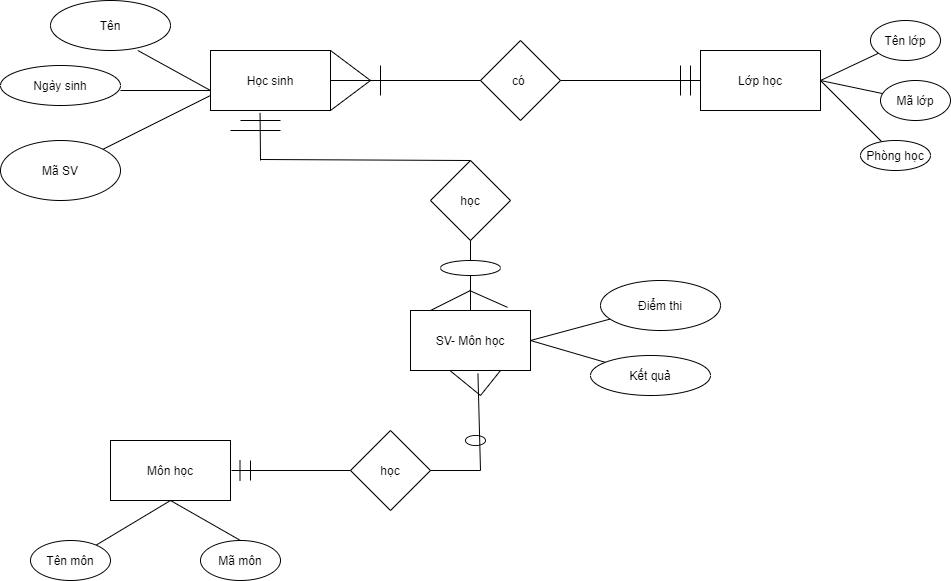 Tên
Ngày sinh
Mã SV
Học sinh
có
Lớp học
Tên lớp
Mã lớp
Phòng học
học
SV- Môn học
Điểm thi
Kết quả
Môn học
học
Tên môn
Mã môn